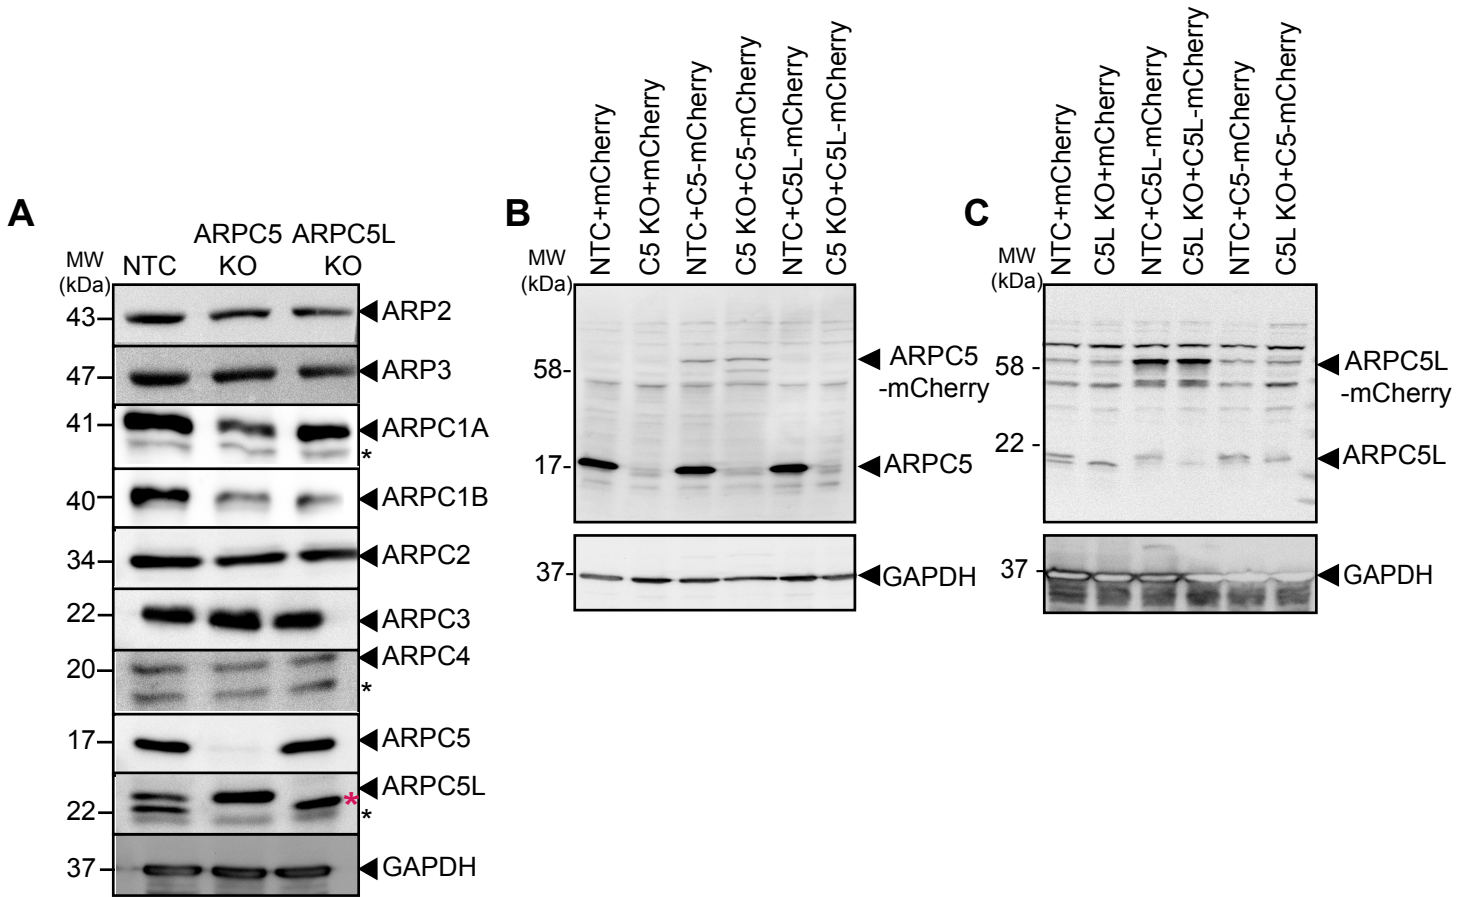 A
MW
(kDa)
NTC
ARPC5
KO
ARPC5L
KO
43
ARP2
47
ARP3
41
ARPC1A
*
40
ARPC1B
34
ARPC2
22
ARPC3
20
ARPC4
*
17
ARPC5
ARPC5L
*
22
*
37
GAPDH
B
MW
(kDa)
NTC+mCherry
C5 KO+mCherry
NTC+C5-mCherry
C5 KO+C5-mCherry
NTC+C5L-mCherry
C5 KO+C5L-mCherry
58-
ARPC5
-mCherry
17-
ARPC5
37-
GAPDH
C
MW
(kDa)
NTC+mCherry
C5L KO+mCherry
NTC+C5L-mCherry
C5L KO+C5L-mCherry
NTC+C5-mCherry
C5L KO+C5-mCherry
58 -
ARPC5L
-mCherry
22 -
ARPC5L
37 -
GAPDH